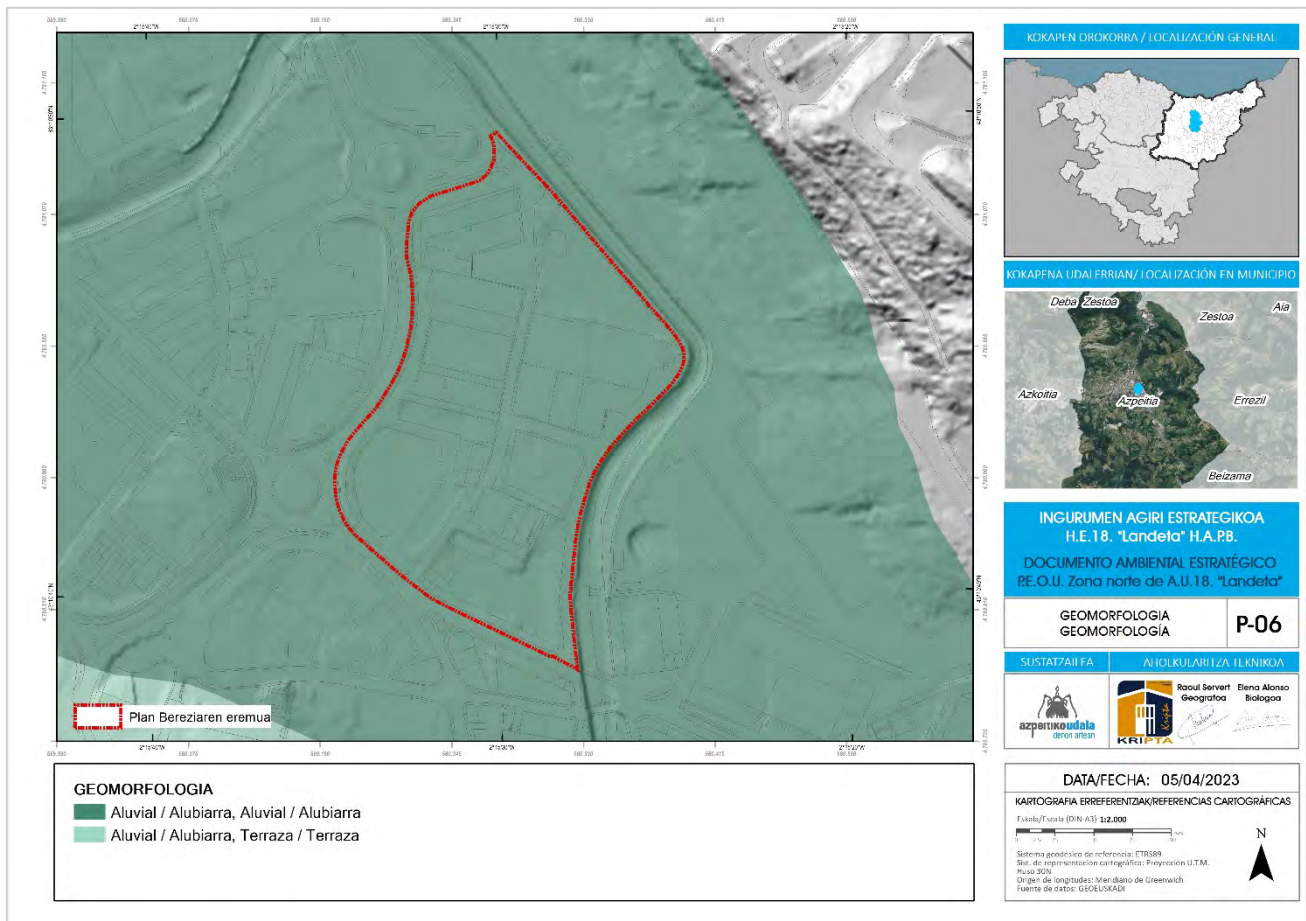 KOKAPEN OROKORRA / LOCALIZACIÓN GENERAL
KOKAPENA UDALERRIAN/ LOCALIZACIÓN EN MUNICIPIO
Deba Zestoa
Zestoa
Aia
Azkoitia
Azpeitia
Errezil
Beizama
INGURUMEN AGIRI ESTRATEGIKOA
H.E.18. "Landeta" H.A.P.B.
DOCUMENTO AMBIENTAL ESTRATÉGICO
P.E.O.U. Zona norte de A.U.18. "Landeta"
GEOMORFOLOGIA
GEOMORFOLOGÍA
P-06
SUSTATZAILEA
AHOLKULARITZA TEKNIKOA
azpeitikoudala
denon artean
KRIPTA
Raoul Servert
Geografoa
Elena Alonso
Biologoa
DATA/FECHA: 05/04/2023
KARTOGRAFIA ERREFERENTZIAK/REFERENCIAS CARTOGRÁFICAS
Eskala/Escala (DIN-A3) 1:2.000
N
Sistema geodésico de referencia: ETRS89
Sist. de representación cartográfica: Proyección U.T.M.
Huso 30N
Origen de longitudes: Meridiano de Greenwich
Fuente de datos: GEOEUSKADI
Plan Bereziaren eremua
GEOMORFOLOGIA
Aluvial / Alubiarra, Aluvial / Alubiarra
Aluvial / Alubiarra, Terraza / Terraza